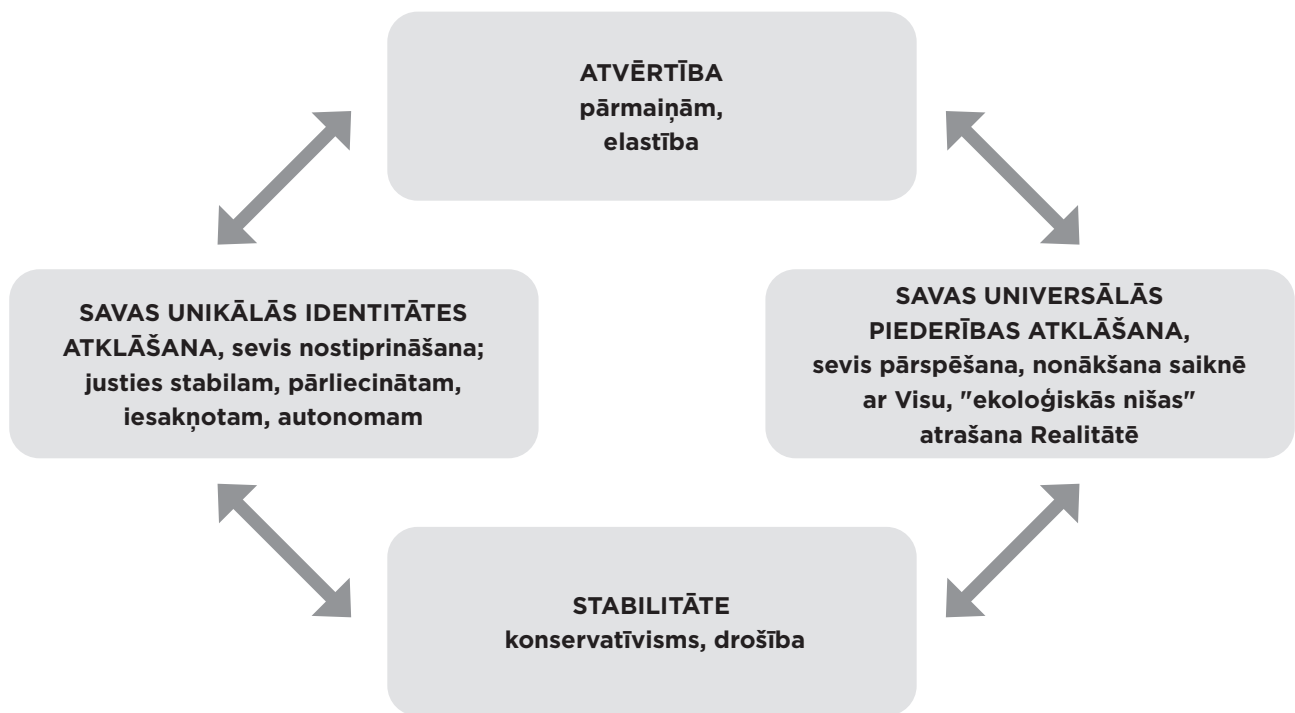 ATVĒRTĪBA
pārmaiņām,
elastība
SAVAS UNIKĀLĀS IDENTITĀTES
ATKLĀŠANA, sevis nostiprināšana;
justies stabilam, pārliecinātam,
iesakņotam, autonomam
SAVAS UNIVERSĀLĀS
PIEDERĪBAS ATKLĀŠANA,
sevis pārspēšana, nonākšana saiknē
ar Visu, "ekoloģiskās nišas"
atrašana Realitātē
STABILITĀTE
konservatīvisms, drošība